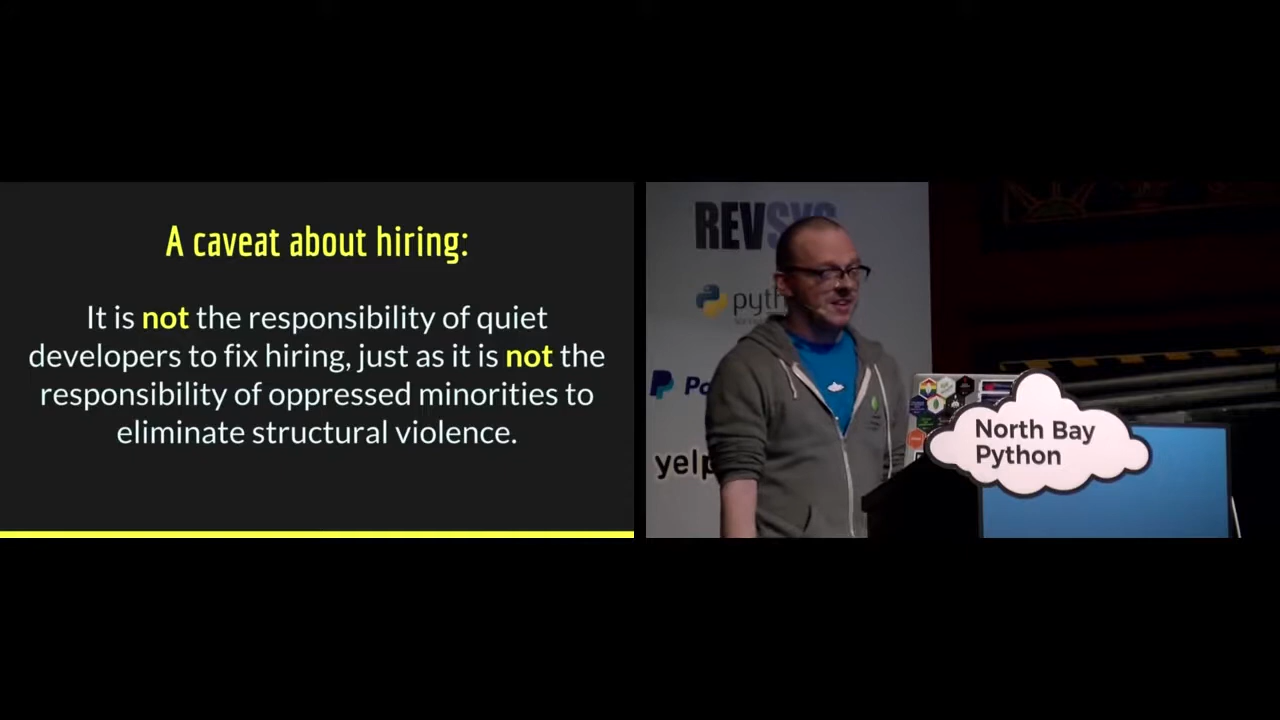 A caveat about hiring:
It is not the responsibility of quiet
developers to fix hiring, just as it is not the
responsibility of oppressed minorities to
eliminate structural violence.
REVSYS
North Bay
Python
yelp